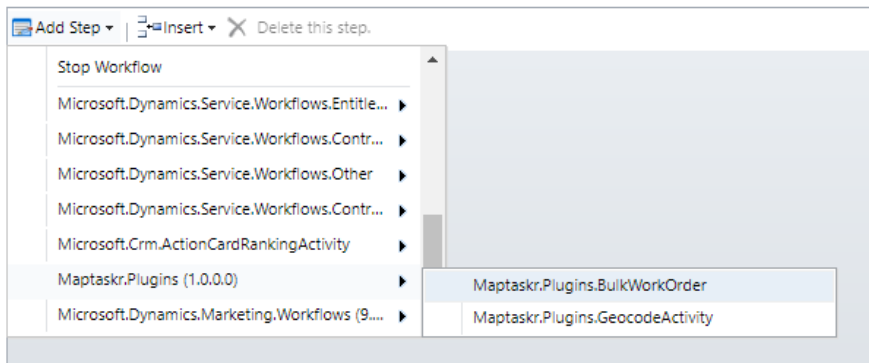 Add Step Insert Delete this step.
Stop Workflow
Microsoft.Dynamics.Service.Workflows.Entitle...
Microsoft.Dynamics.Service.Workflows.Contr...
Microsoft.Dynamics.Service.Workflows.Other
Microsoft.Dynamics.Service.Workflows.Contr...
Microsoft.Crm.ActionCardRankingActivity
Maptaskr.Plugins (1.0.0.0)
Microsoft.Dynamics.Marketing.Workflows (9....
Maptaskr.Plugins.BulkWorkOrder
Maptaskr.Plugins.GeocodeActivity